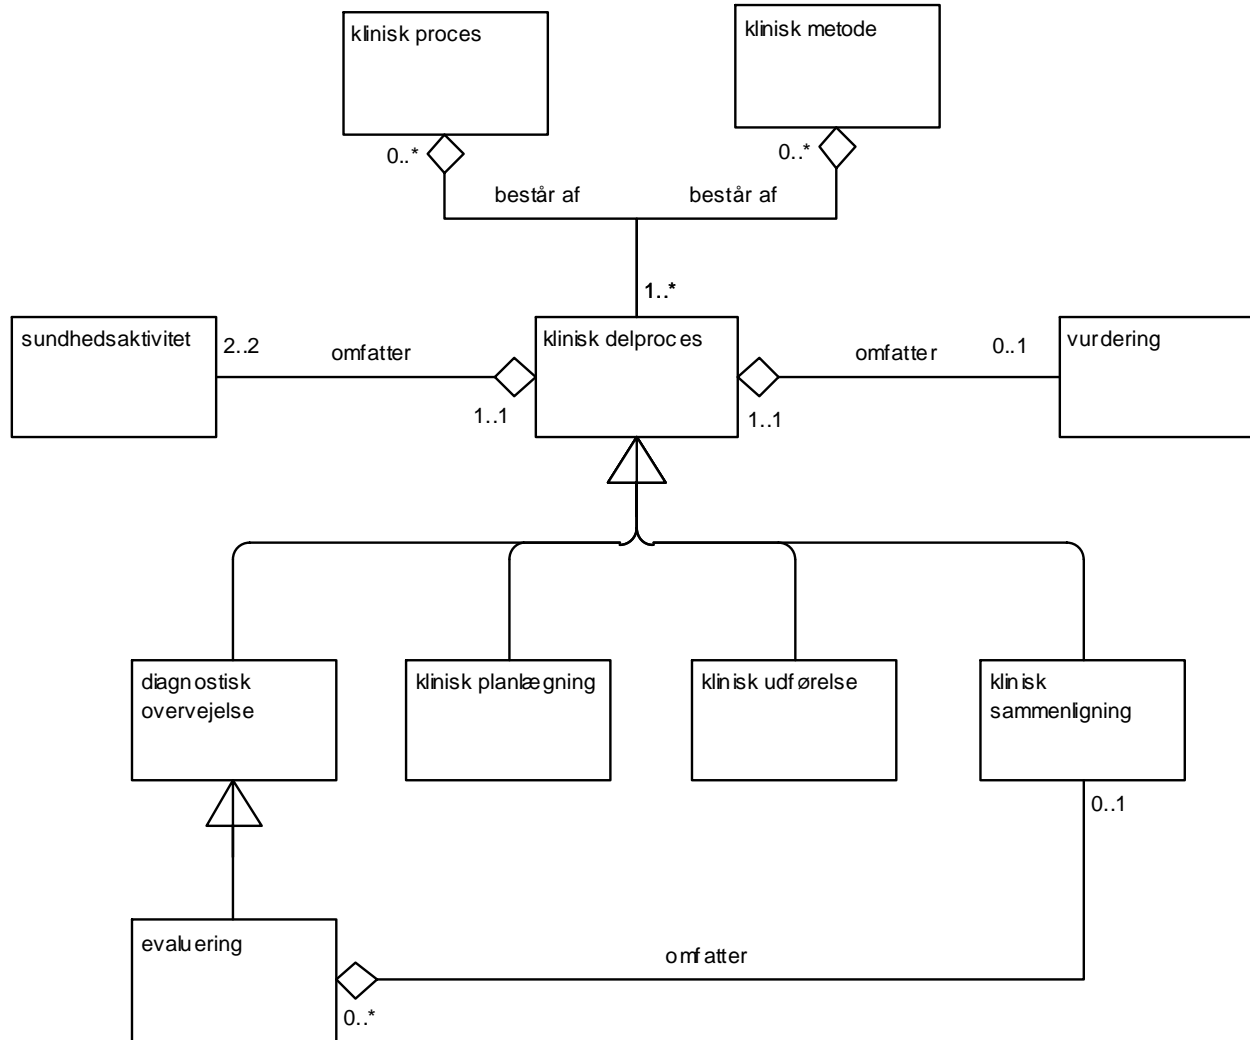 klinisk proces
klinisk metode
0..*
0..*
består af
består af
1..*
sundhedsaktivitet
2..2
omfatter
1..1
klinisk delproces
1..1
omfatter
0..1
vurdering
diagnostisk
overvejelse
klinisk planlægning
klinisk udførelse
klinisk
sammenligning
0..1
evaluering
0..*
omfatter